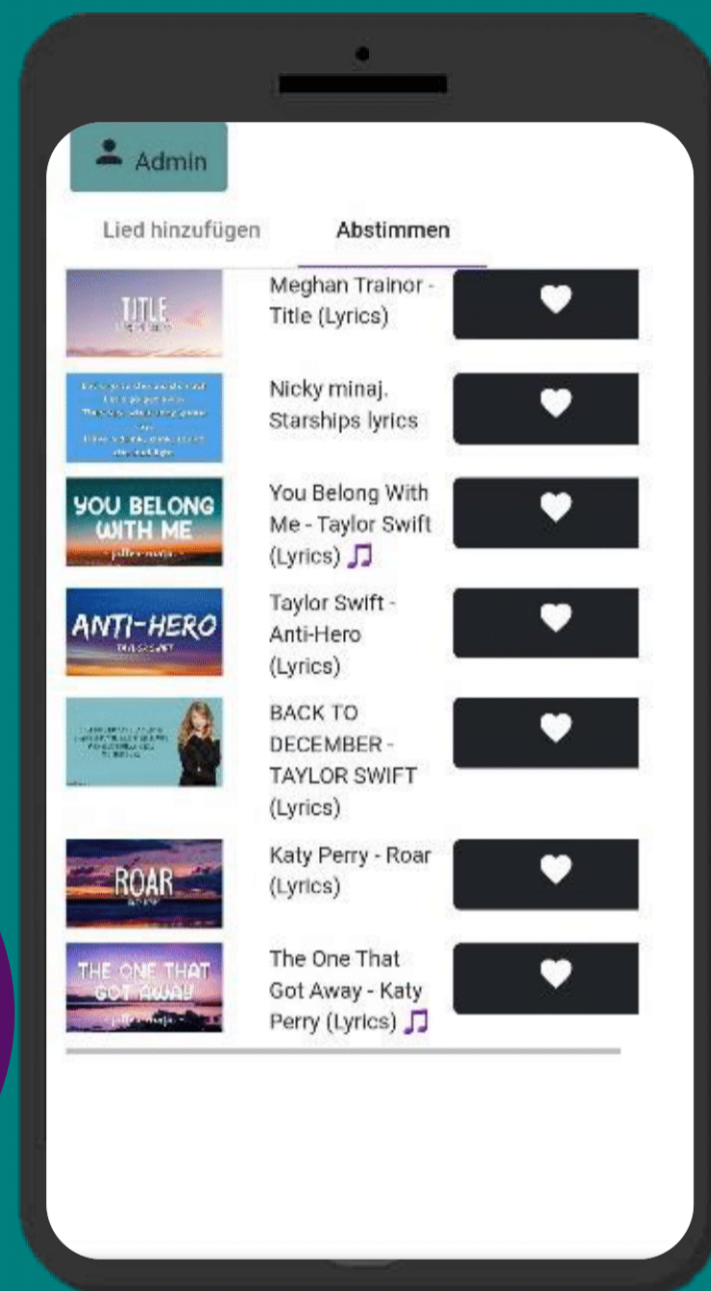 Admin
Lied hinzufügen
Abstimmen
TITLE
Meghan Trainor -
Title (Lyrics)
Nicky minaj.
Starships lyrics
YOU BELONG
WITH ME
You Belong With
Me - Taylor Swift
(Lyrics) 🎵
ANTI-HERO
TAYLOR SWIFT
Taylor Swift -
Anti-Hero
(Lyrics)
BACK TO
DECEMBER -
TAYLOR SWIFT
(Lyrics)
ROAR
Katy Perry - Roar
(Lyrics)
THE ONE THAT
GOT AWAY
The One That
Got Away - Katy
Perry (Lyrics) 🎵